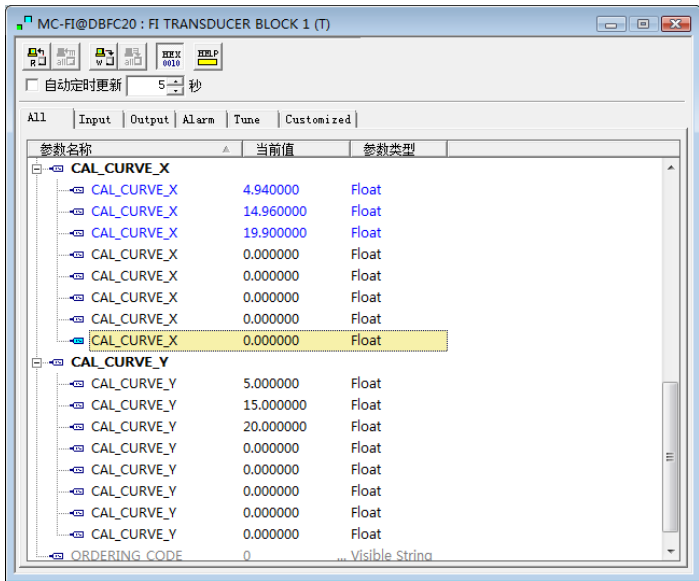 MC-FI@DBFC20 : FI TRANSDUCER BLOCK 1 (T)
R W HEX 0010 HELP
自动定时更新 5 秒
All Input Output Alarm Tune Customized
参数名称 当前值 参数类型
CAL_CURVE_X
CAL_CURVE_X 4.940000 Float
CAL_CURVE_X 14.960000 Float
CAL_CURVE_X 19.900000 Float
CAL_CURVE_X 0.000000 Float
CAL_CURVE_X 0.000000 Float
CAL_CURVE_X 0.000000 Float
CAL_CURVE_X 0.000000 Float
CAL_CURVE_X 0.000000 Float
CAL_CURVE_Y
CAL_CURVE_Y 5.000000 Float
CAL_CURVE_Y 15.000000 Float
CAL_CURVE_Y 20.000000 Float
CAL_CURVE_Y 0.000000 Float
CAL_CURVE_Y 0.000000 Float
CAL_CURVE_Y 0.000000 Float
CAL_CURVE_Y 0.000000 Float
CAL_CURVE_Y 0.000000 Float
ORDERING CODE 0 ... Visible String